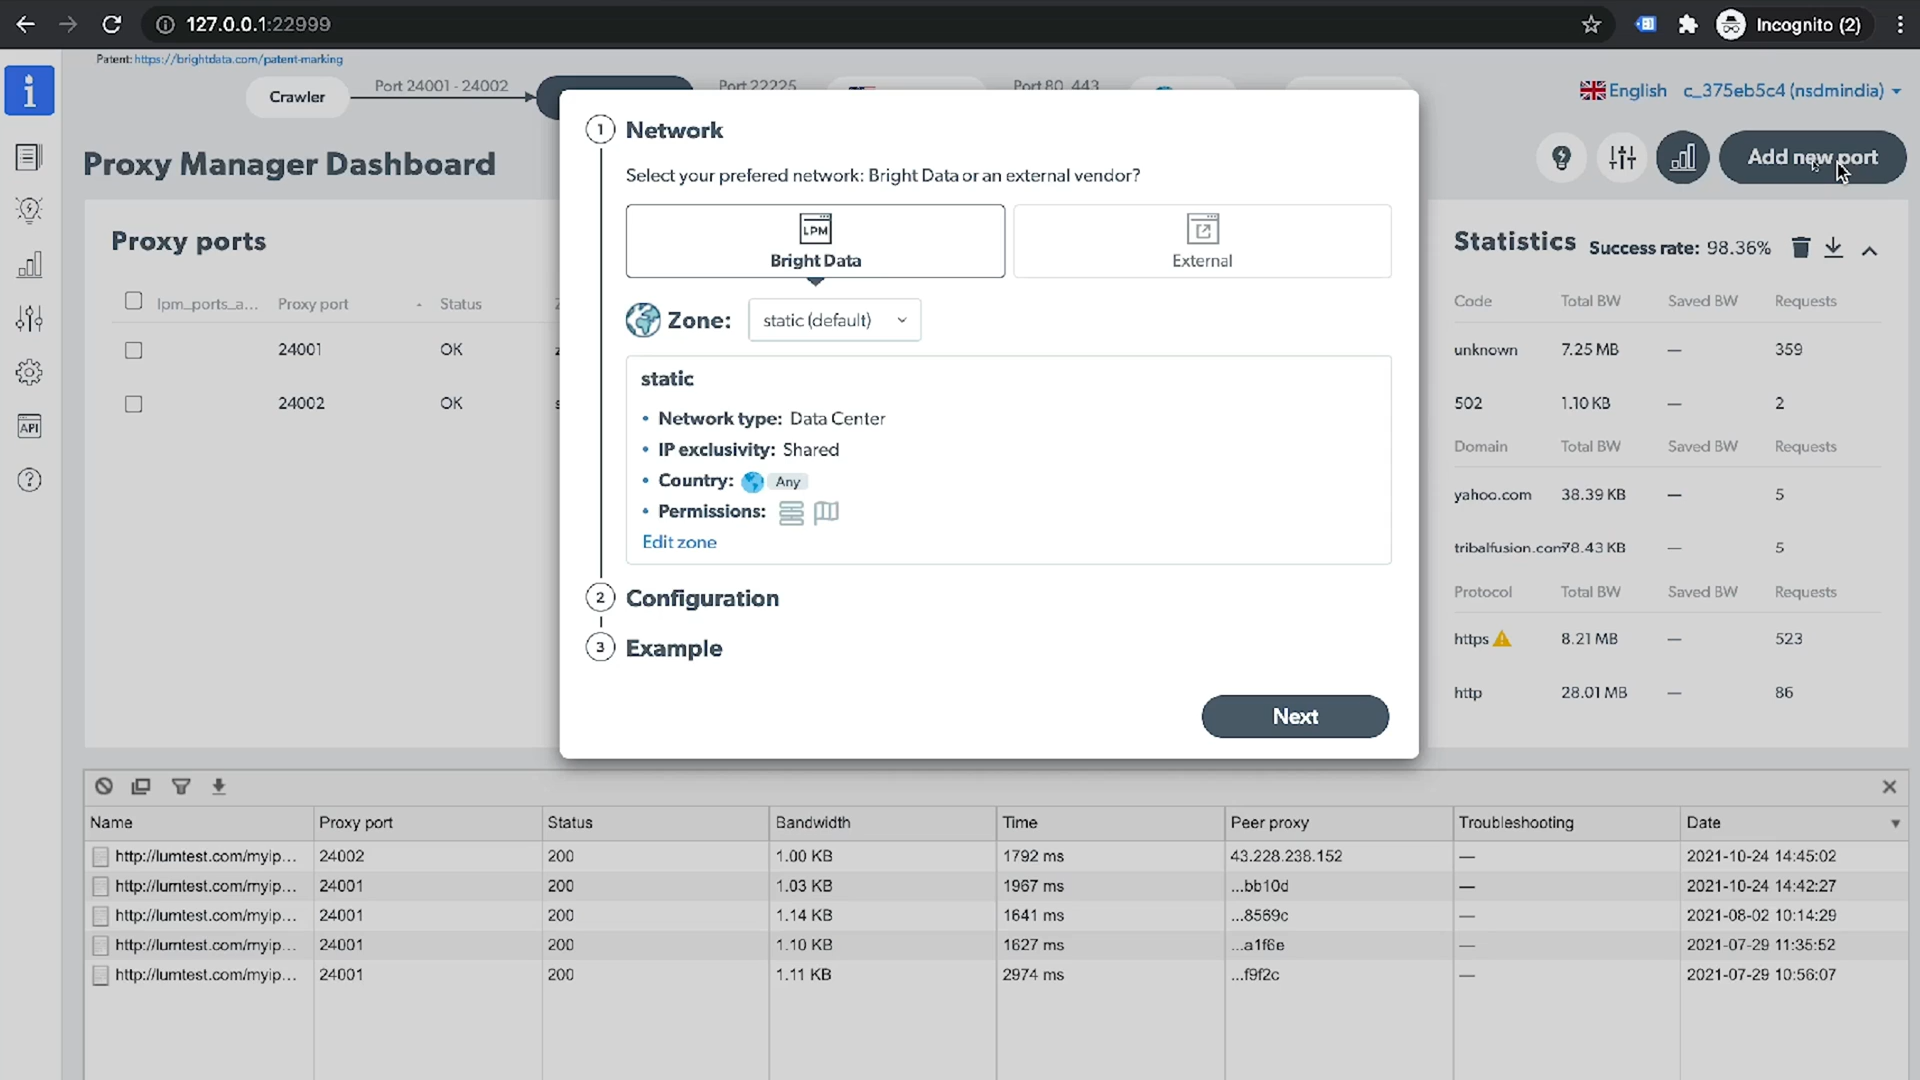 127.0.0.1:22999
Incognito (2)
Patent: https://brightdata.com/patent-marking
Crawler
Port 24001 - 24002
Port 22225
Port 80, 443
English
c_375eb5c4 (nsdmindia)
Proxy Manager Dashboard
Add new port
Proxy ports
lpm_ports_a...
Proxy port
Status
24001
OK
24002
OK
1
Network
Select your prefered network: Bright Data or an external vendor?
LPM
Bright Data
External
Zone:
static (default)
static
• Network type: Data Center
• IP exclusivity: Shared
• Country: Any
• Permissions:
Edit zone
2
Configuration
3
Example
Next
Statistics
Success rate: 98.36%
Code Total BW Saved BW Requests
unknown 7.25 MB — 359
502 1.10 KB — 2
Domain Total BW Saved BW Requests
yahoo.com 38.39 KB — 5
tribalfusion.com 78.43 KB — 5
Protocol Total BW Saved BW Requests
https 8.21 MB — 523
http 28.01 MB — 86
API
Name Proxy port Status Bandwidth Time Peer proxy Troubleshooting Date
http://lumtest.com/myip... 24002 200 1.00 KB 1792 ms 43.228.238.152 — 2021-10-24 14:45:02
http://lumtest.com/myip... 24001 200 1.03 KB 1967 ms ...bb10d — 2021-10-24 14:42:27
http://lumtest.com/myip... 24001 200 1.14 KB 1641 ms ...8569c — 2021-08-02 10:14:29
http://lumtest.com/myip... 24001 200 1.10 KB 1627 ms ...a1f6e — 2021-07-29 11:35:52
http://lumtest.com/myip... 24001 200 1.11 KB 2974 ms ...f9f2c — 2021-07-29 10:56:07